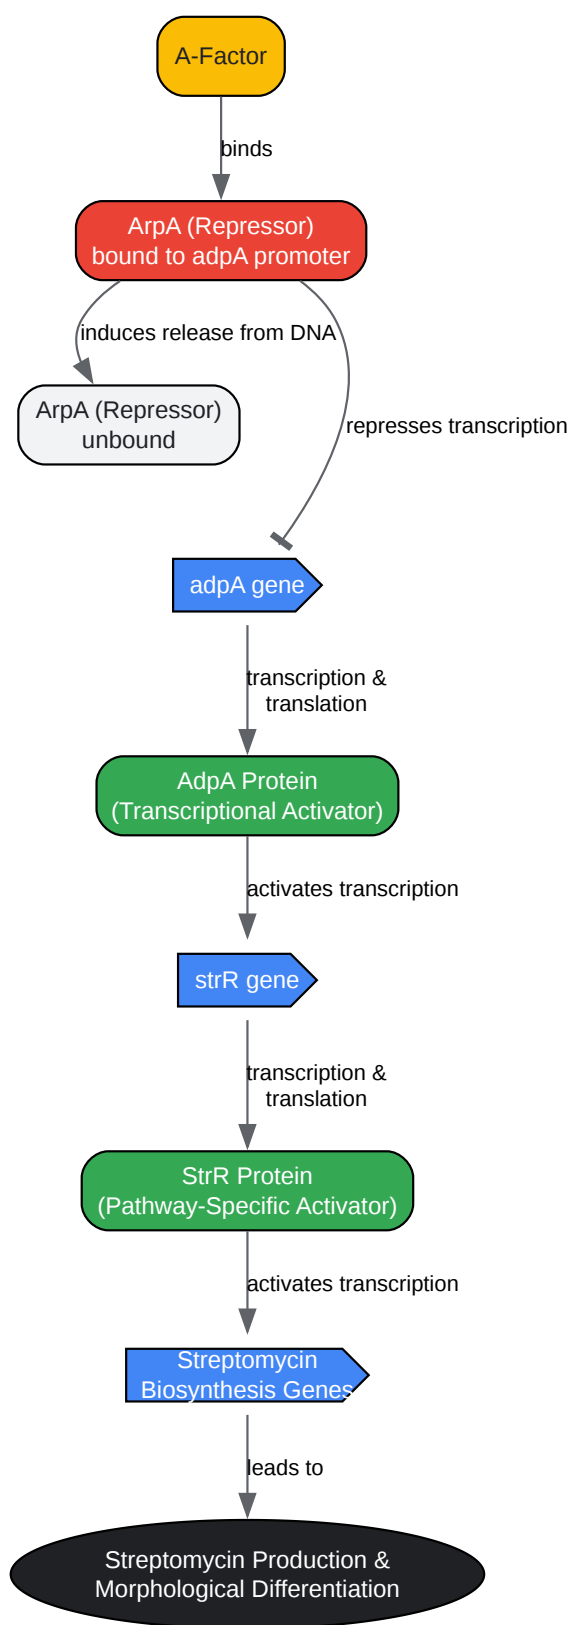 A-Factor
binds
ArpA (Repressor)
bound to adpA promoter
induces release from DNA
ArpA (Repressor)
unbound
represses transcription
adpA gene
transcription &
translation
AdpA Protein
(Transcriptional Activator)
activates transcription
strR gene
transcription &
translation
StrR Protein
(Pathway-Specific Activator)
activates transcription
Streptomycin
Biosynthesis Genes
leads to
Streptomycin Production &
Morphological Differentiation